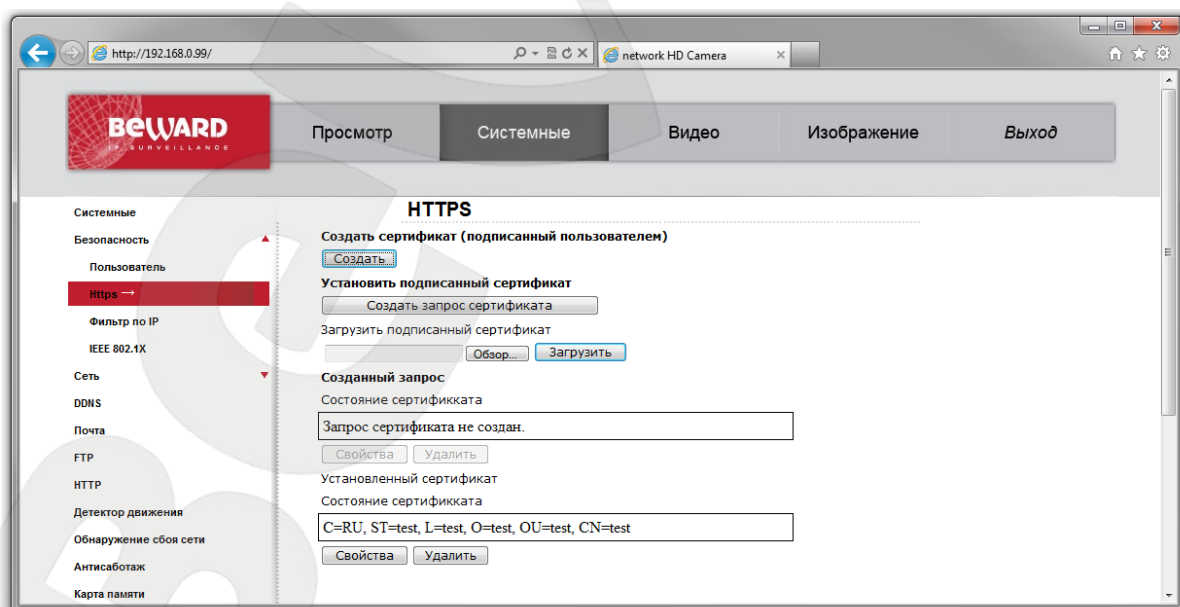 http://192.168.0.99/
network HD Camera
BEWARD
IP SURVEILLANCE
Просмотр
Системные
Видео
Изображение
Выход
Системные
Безопасность
Пользователь
Https →
Фильтр по IP
IEEE 802.1X
Сеть
DDNS
Почта
FTP
HTTP
Детектор движения
Обнаружение сбоя сети
Антисаботаж
Карта памяти
HTTPS
Создать сертификат (подписанный пользователем)
Создать
Установить подписанный сертификат
Создать запрос сертификата
Загрузить подписанный сертификат
Обзор... Загрузить
Созданный запрос
Состояние сертификката
Запрос сертификата не создан.
Свойства Удалить
Установленный сертификат
Состояние сертификката
C=RU, ST=test, L=test, O=test, OU=test, CN=test
Свойства Удалить